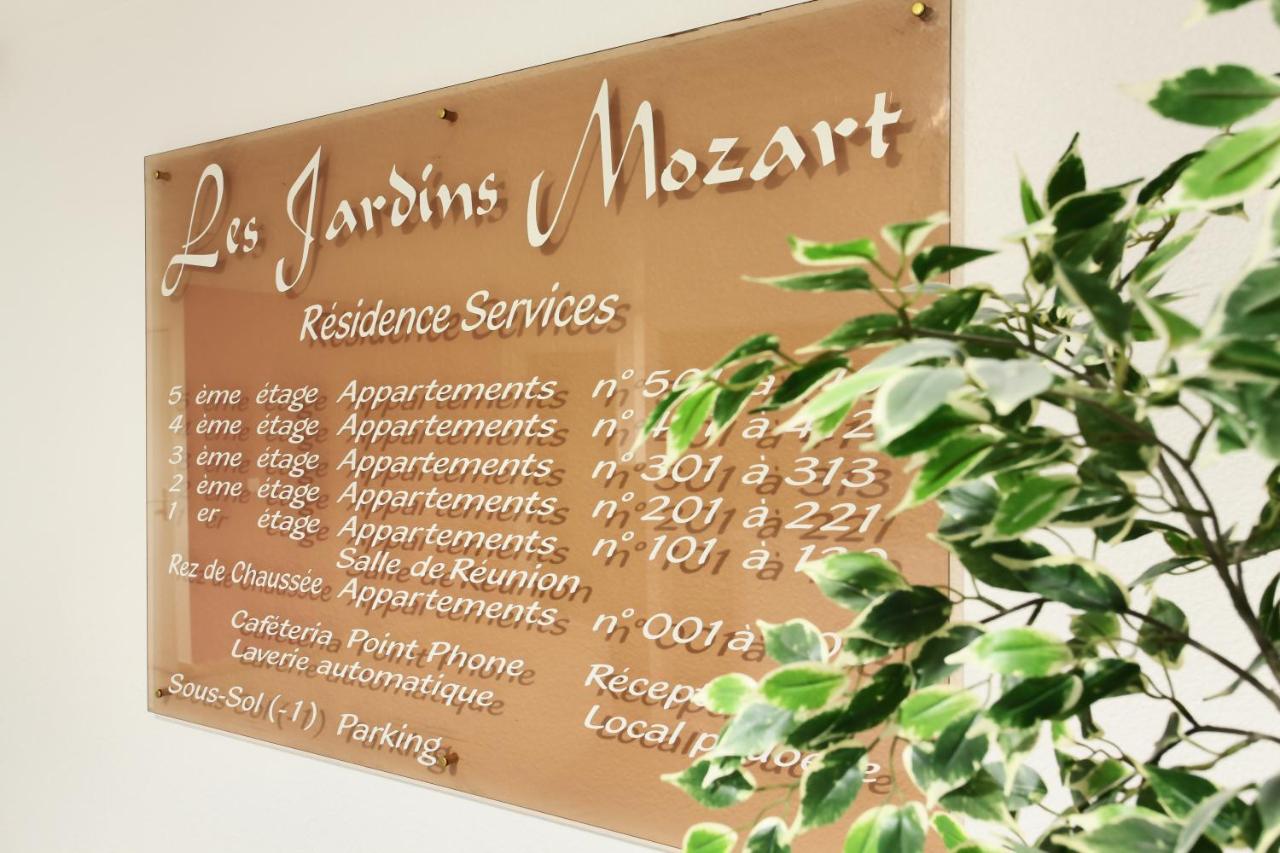 Les Jardins Mozart
Résidence Services
5 ème étage Appartements n° à
4 ème étage Appartements n° à
3 ème étage Appartements n°301 à 313
2 ème étage Appartements n°201 à 221
1 er étage Appartements n°101 à
Salle de Réunion
Rez de Chaussée Appartements n°001 à
Caféteria Point Phone
Laverie automatique Local
Sous-Sol (-1) Parking